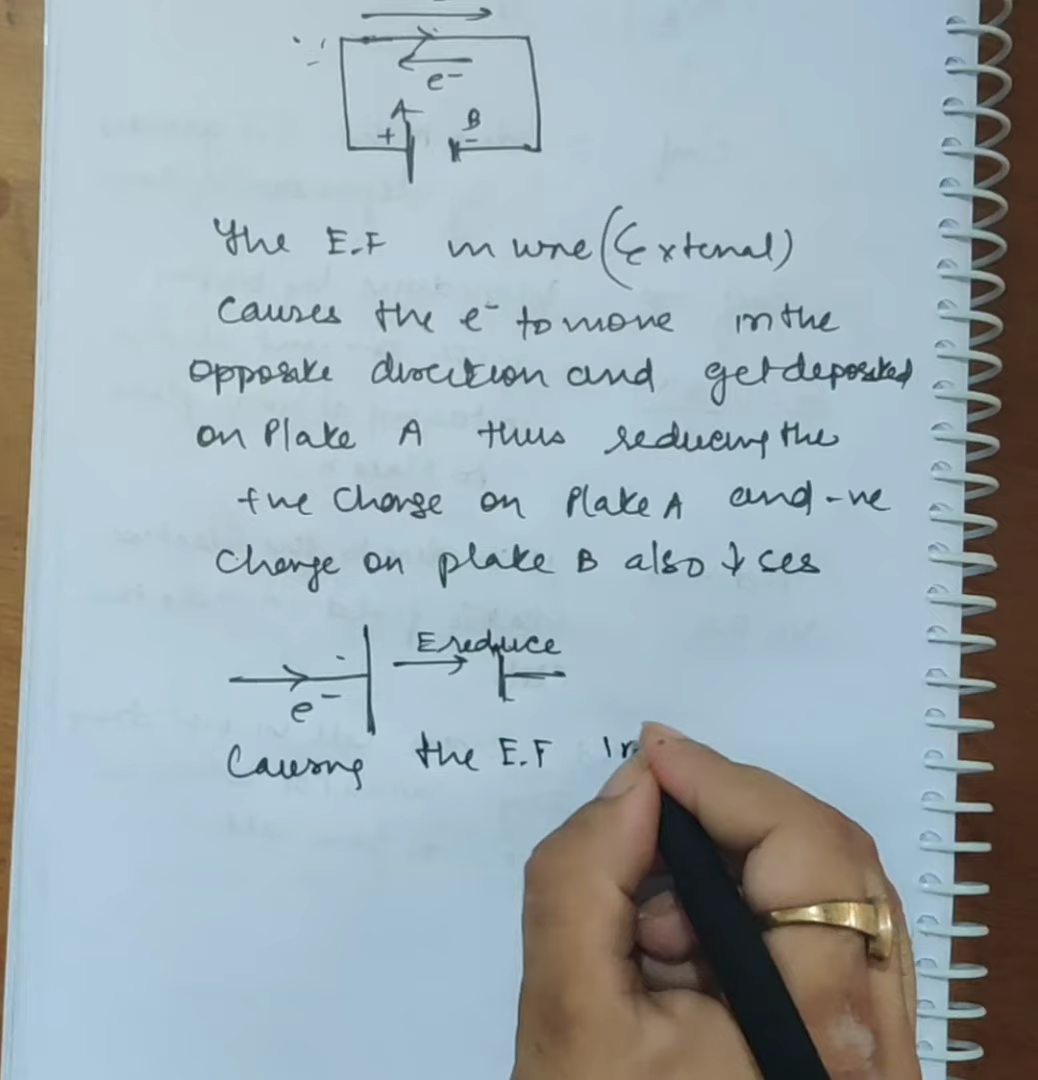 e⁻
A B
+ -
The E.F in wire (External)
causes the e⁻ to move in the
opposite direction and get deposited
on Plate A thus reducing the
+ve charge on Plate A and -ve
charge on plate B also ↓ses
E reduce
e⁻
Causing the E.F in